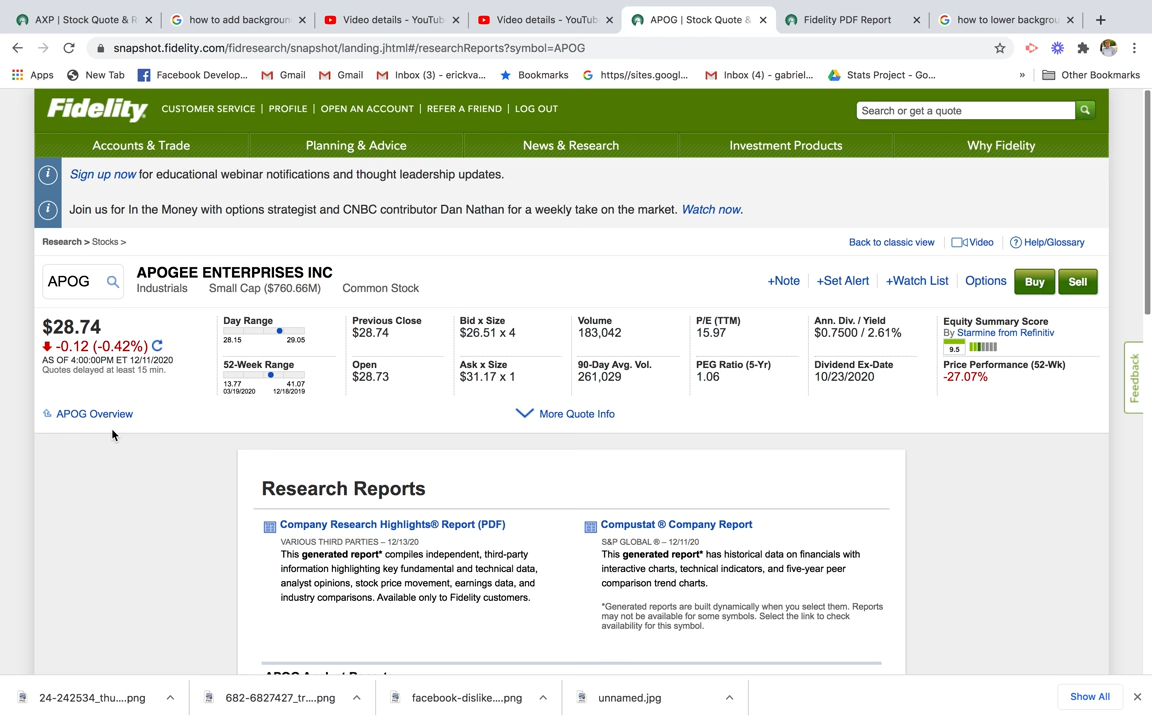 AXP | Stock Quote & R
how to add backgroun
Video details - YouTub
Video details - YouTub
APOG | Stock Quote &
Fidelity PDF Report
how to lower backgrou
snapshot.fidelity.com/fidresearch/snapshot/landing.jhtml#/researchReports?symbol=APOG
Apps New Tab Facebook Develop... Gmail Gmail Inbox (3) - erickva... Bookmarks https//sites.googl... Inbox (4) - gabriel... Stats Project - Go... » Other Bookmarks
Fidelity CUSTOMER SERVICE | PROFILE | OPEN AN ACCOUNT | REFER A FRIEND | LOG OUT
Search or get a quote
Accounts & Trade Planning & Advice News & Research Investment Products Why Fidelity
Sign up now for educational webinar notifications and thought leadership updates.
Join us for In the Money with options strategist and CNBC contributor Dan Nathan for a weekly take on the market. Watch now.
Research > Stocks >
Back to classic view Video Help/Glossary
APOG
APOGEE ENTERPRISES INC
Industrials Small Cap ($760.66M) Common Stock
+Note +Set Alert +Watch List Options Buy Sell
$28.74
-0.12 (-0.42%)
AS OF 4:00:00PM ET 12/11/2020
Quotes delayed at least 15 min.
Day Range
28.15 29.05
52-Week Range
13.77 41.07
03/19/2020 12/18/2019
Previous Close
$28.74
Open
$28.73
Bid x Size
$26.51 x 4
Ask x Size
$31.17 x 1
Volume
183,042
90-Day Avg. Vol.
261,029
P/E (TTM)
15.97
PEG Ratio (5-Yr)
1.06
Ann. Div. / Yield
$0.7500 / 2.61%
Dividend Ex-Date
10/23/2020
Equity Summary Score
By Starmine from Refinitiv
9.5
Price Performance (52-Wk)
-27.07%
Feedback
APOG Overview
More Quote Info
Research Reports
Company Research Highlights® Report (PDF)
VARIOUS THIRD PARTIES – 12/13/20
This generated report* compiles independent, third-party
information highlighting key fundamental and technical data,
analyst opinions, stock price movement, earnings data, and
industry comparisons. Available only to Fidelity customers.
Compustat ® Company Report
S&P GLOBAL ® – 12/11/20
This generated report* has historical data on financials with
interactive charts, technical indicators, and five-year peer
comparison trend charts.
*Generated reports are built dynamically when you select them. Reports
may not be available for some symbols. Select the link to check
availability for this symbol.
24-242534_thu....png
682-6827427_tr....png
facebook-dislike....png
unnamed.jpg
Show All